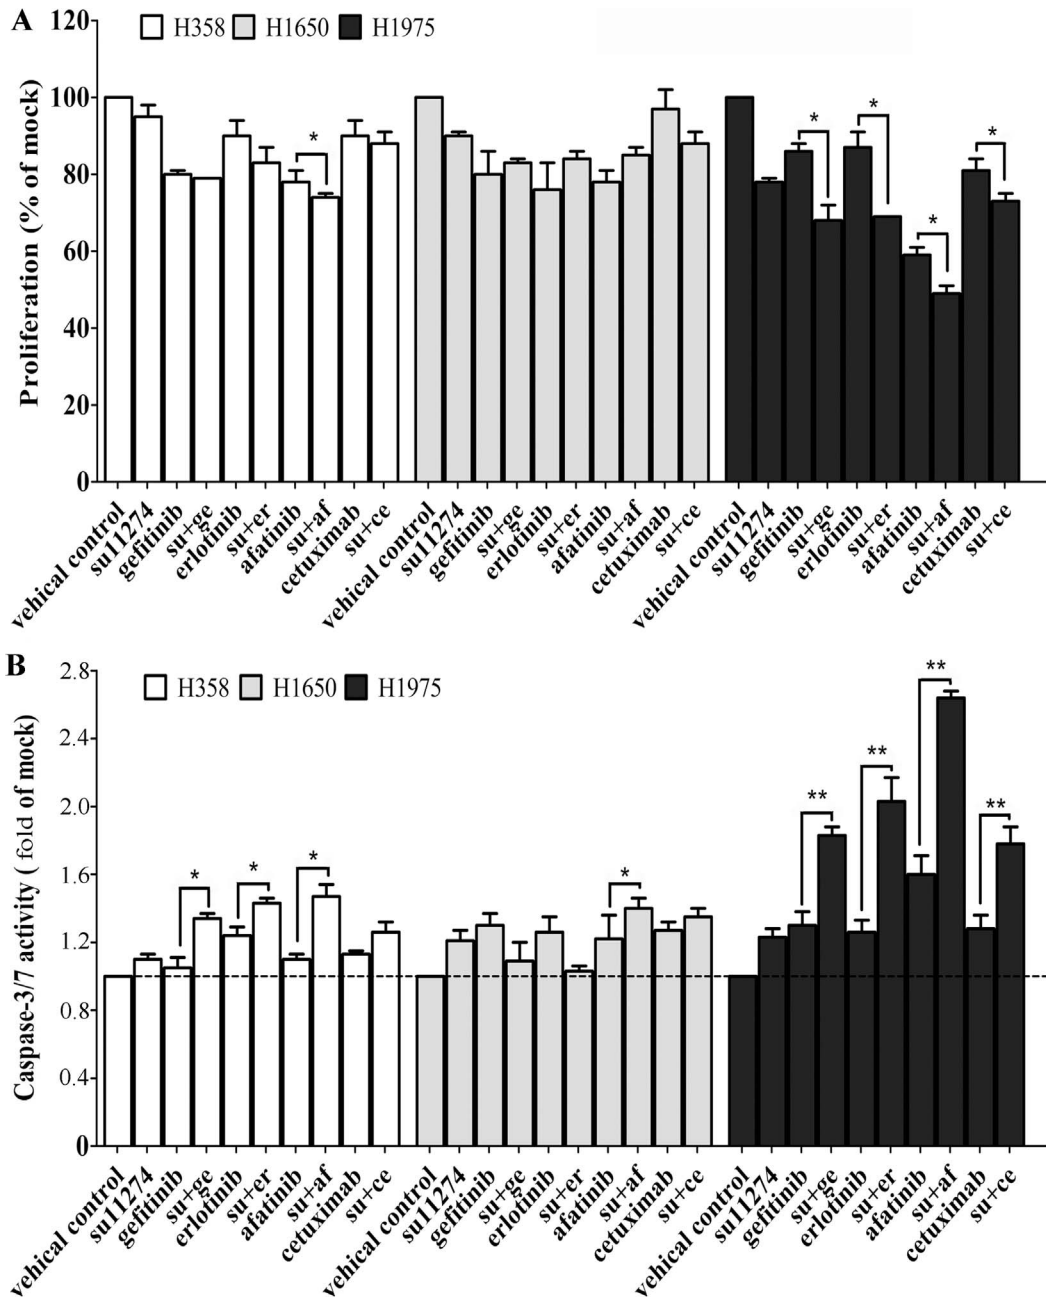 A
H358 H1650 H1975
Proliferation (% of mock)
120
100
80
60
40
20
0
* * * * *
vehical control su11274 gefitinib su+ge erlotinib su+er afatinib su+af cetuximab su+ce vehical control su11274 gefitinib su+ge erlotinib su+er afatinib su+af cetuximab su+ce vehical control su11274 gefitinib su+ge erlotinib su+er afatinib su+af cetuximab su+ce
B
H358 H1650 H1975
Caspase-3/7 activity ( fold of mock)
2.8
2.4
2.0
1.6
1.2
0.8
0.4
0
* * * * ** ** ** **
vehical control su11274 gefitinib su+ge erlotinib su+er afatinib su+af cetuximab su+ce vehical control su11274 gefitinib su+ge erlotinib su+er afatinib su+af cetuximab su+ce vehical control su11274 gefitinib su+ge erlotinib su+er afatinib su+af cetuximab su+ce